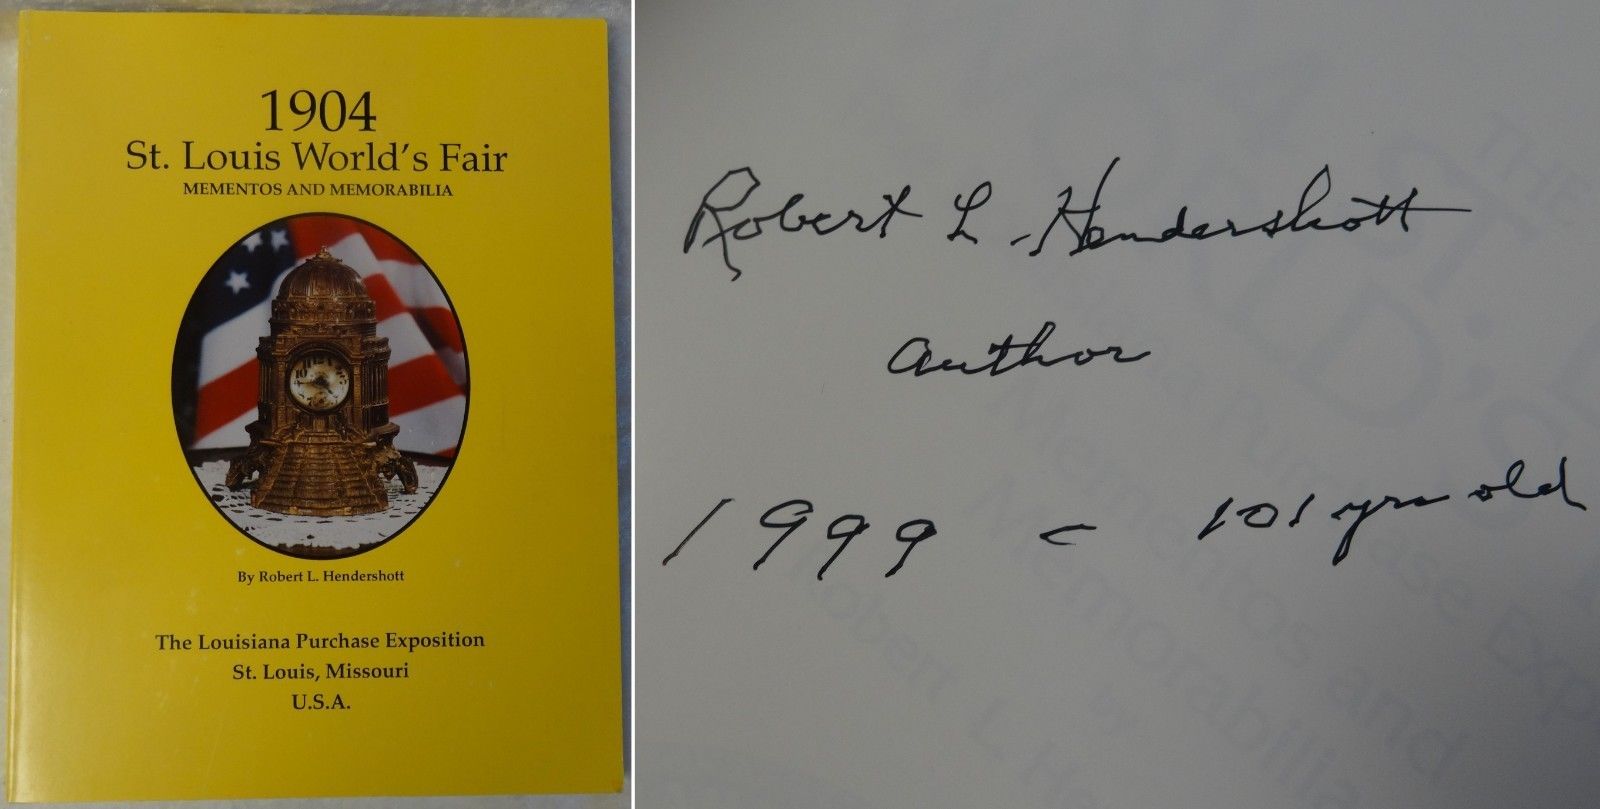 1904
St. Louis World's Fair
MEMENTOS AND MEMORABILIA
By Robert L. Hendershott
The Louisiana Purchase Exposition
St. Louis, Missouri
U.S.A.
Robert L. Hendershott
author
1999 - 101 yrs old